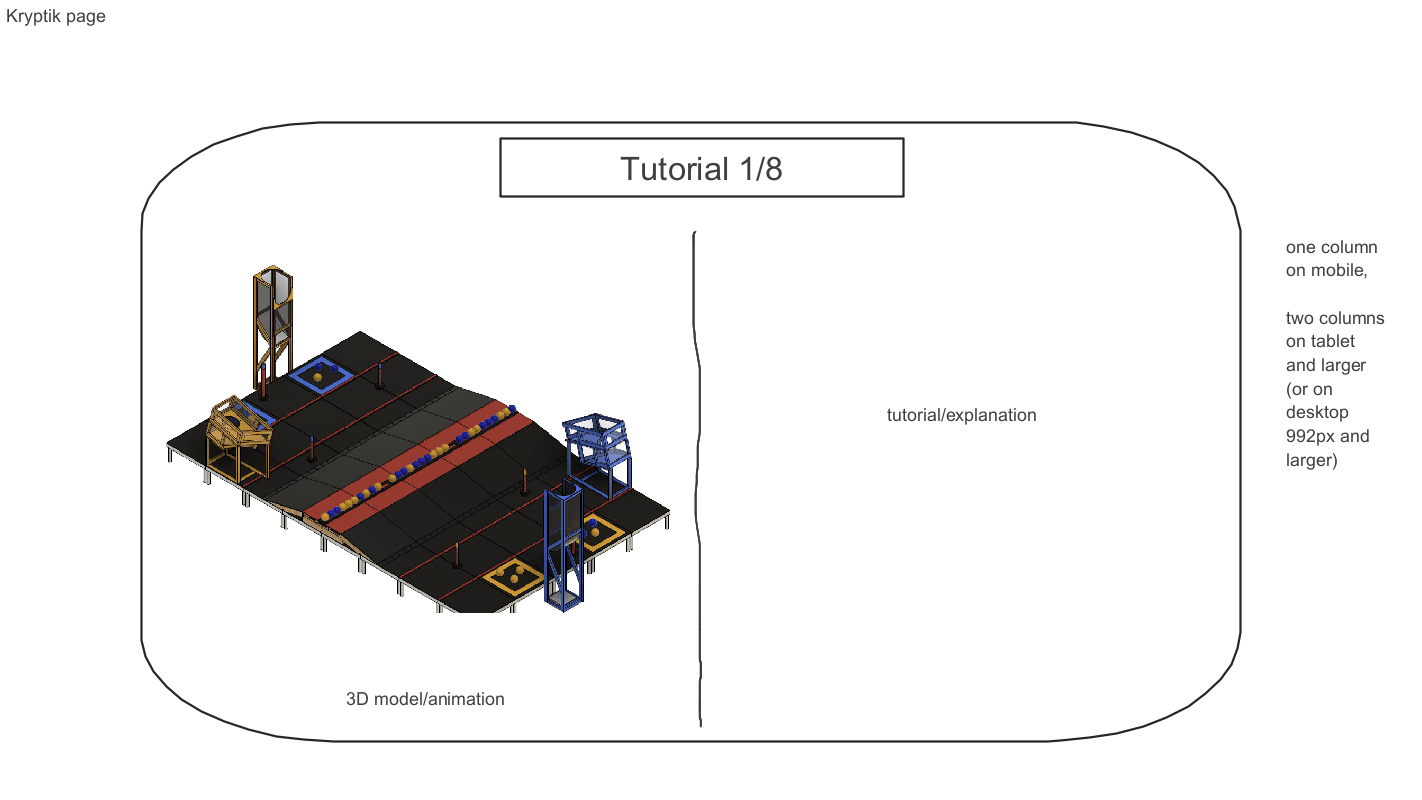 Kryptik page
Tutorial 1/8
one column
on mobile,
two columns
on tablet
and larger
(or on
desktop
992px and
larger)
tutorial/explanation
3D model/animation